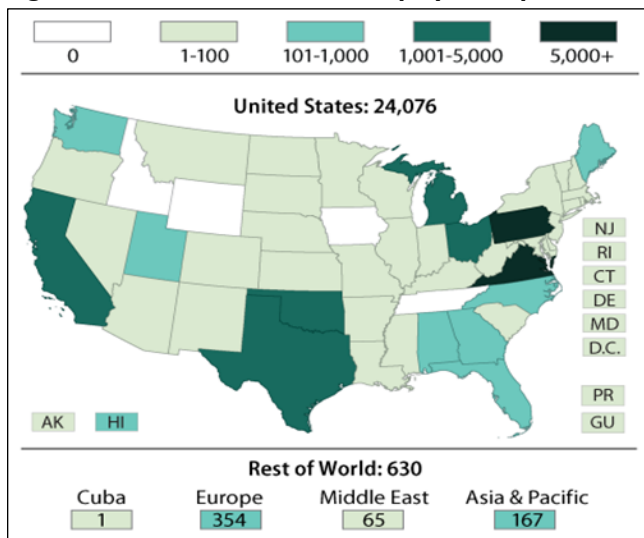 0 1-100 101-1,000 1,001-5,000 5,000+
United States: 24,076
NJ
RI
CT
DE
MD
D.C.
PR
AK HI GU
Rest of World: 630
Cuba Europe Middle East Asia & Pacific
1 354 65 167